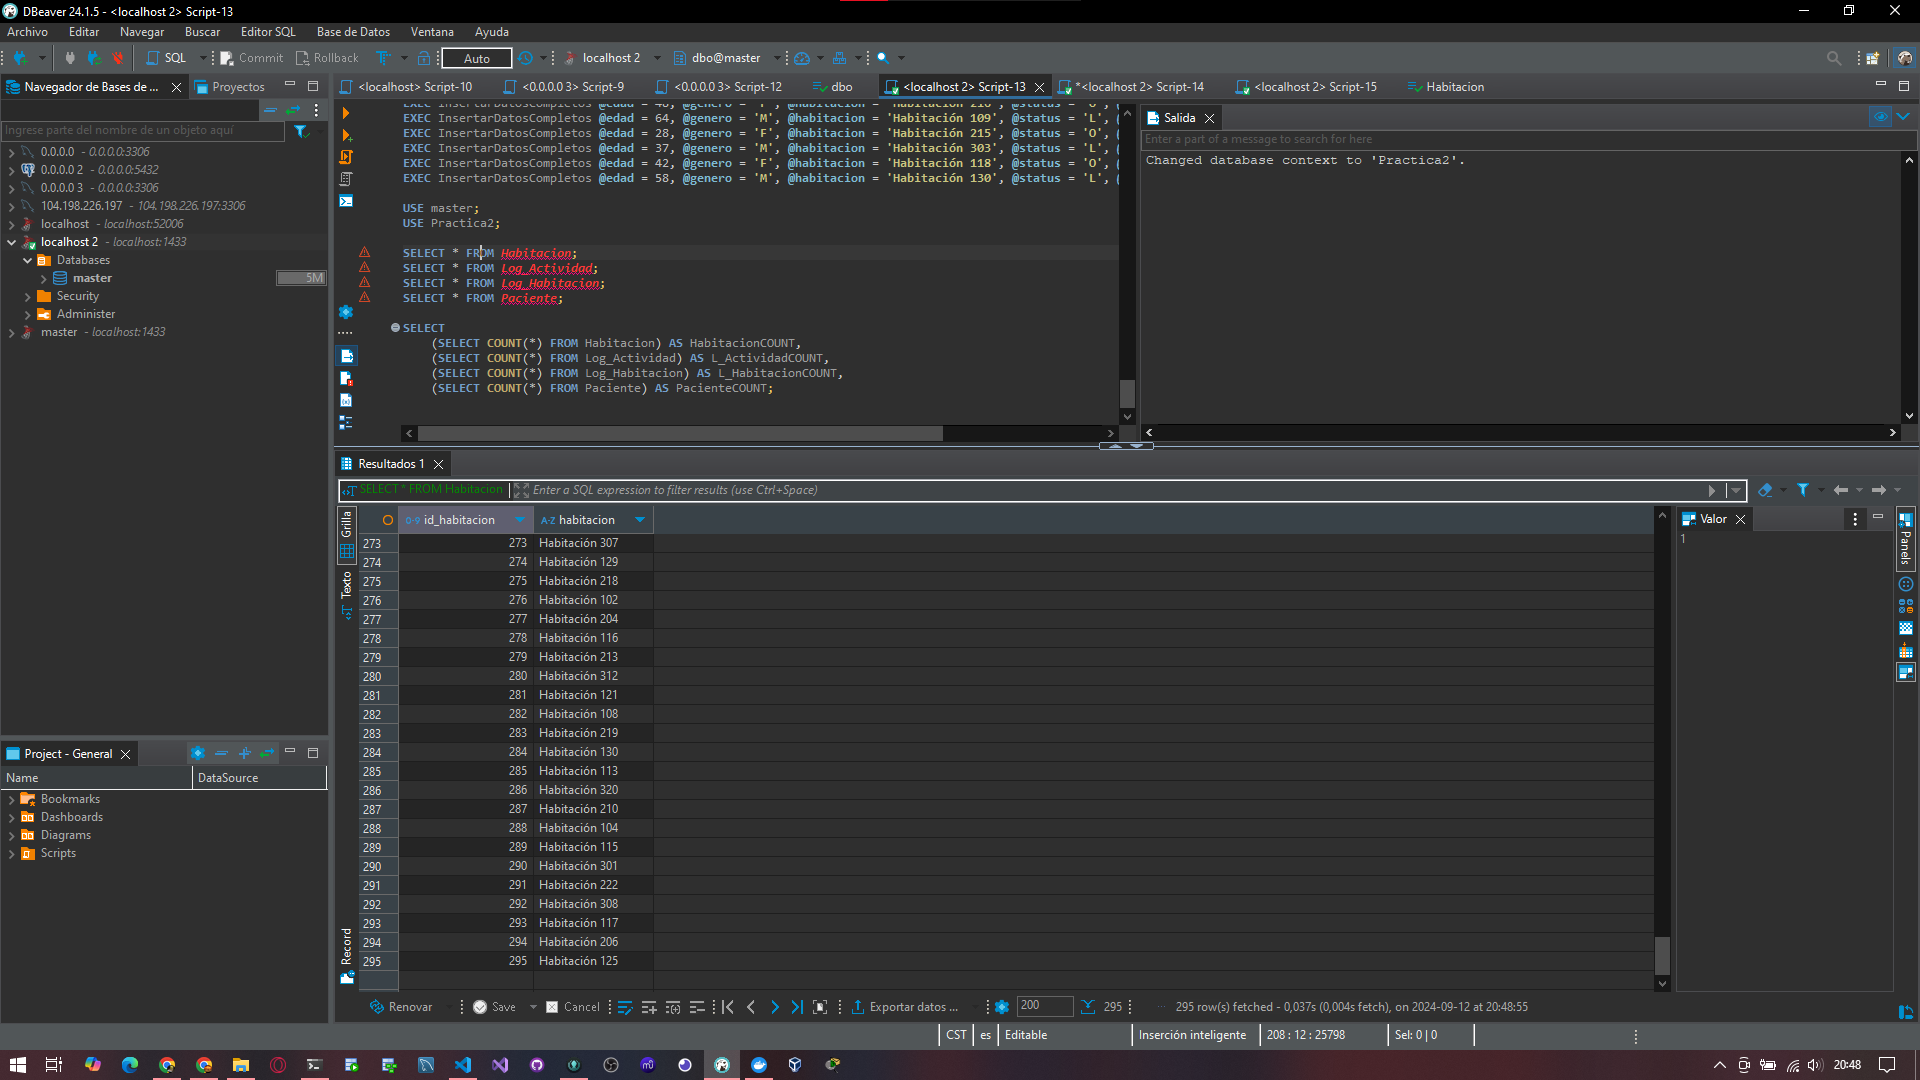 DBeaver 24.1.5 - <localhost 2> Script-13
Archivo Editar Navegar Buscar Editor SQL Base de Datos Ventana Ayuda
SQL Commit Rollback Auto localhost 2 dbo@master
Navegador de Bases de ... Proyectos
<localhost> Script-10 <0.0.0.0 3> Script-9 <0.0.0.0 3> Script-12 dbo <localhost 2> Script-13 *<localhost 2> Script-14 <localhost 2> Script-15 Habitacion
Ingrese parte del nombre de un objeto aquí
0.0.0.0 - 0.0.0.0:3306
0.0.0.0 2 - 0.0.0.0:5432
0.0.0.0 3 - 0.0.0.0:3306
104.198.226.197 - 104.198.226.197:3306
localhost - localhost:52006
localhost 2 - localhost:1433
Databases
master 5M
Security
Administer
master - localhost:1433
EXEC InsertarDatosCompletos @edad = 64, @genero = 'M', @habitacion = 'Habitación 109', @status = 'L',
EXEC InsertarDatosCompletos @edad = 28, @genero = 'F', @habitacion = 'Habitación 215', @status = 'O',
EXEC InsertarDatosCompletos @edad = 37, @genero = 'M', @habitacion = 'Habitación 303', @status = 'L',
EXEC InsertarDatosCompletos @edad = 42, @genero = 'F', @habitacion = 'Habitación 118', @status = 'O',
EXEC InsertarDatosCompletos @edad = 58, @genero = 'M', @habitacion = 'Habitación 130', @status = 'L',
USE master;
USE Practica2;
SELECT * FROM Habitacion;
SELECT * FROM Log_Actividad;
SELECT * FROM Log_Habitacion;
SELECT * FROM Paciente;
SELECT
(SELECT COUNT(*) FROM Habitacion) AS HabitacionCOUNT,
(SELECT COUNT(*) FROM Log_Actividad) AS L_ActividadCOUNT,
(SELECT COUNT(*) FROM Log_Habitacion) AS L_HabitacionCOUNT,
(SELECT COUNT(*) FROM Paciente) AS PacienteCOUNT;
Salida
Enter a part of a message to search for here
Changed database context to 'Practica2'.
Resultados 1
SELECT * FROM Habitacion Enter a SQL expression to filter results (use Ctrl+Space)
Grilla
Texto
Record
id_habitacion A-Z habitacion
273 273 Habitación 307
274 274 Habitación 129
275 275 Habitación 218
276 276 Habitación 102
277 277 Habitación 204
278 278 Habitación 116
279 279 Habitación 213
280 280 Habitación 312
281 281 Habitación 121
282 282 Habitación 108
283 283 Habitación 219
284 284 Habitación 130
285 285 Habitación 113
286 286 Habitación 320
287 287 Habitación 210
288 288 Habitación 104
289 289 Habitación 115
290 290 Habitación 301
291 291 Habitación 222
292 292 Habitación 308
293 293 Habitación 117
294 294 Habitación 206
295 295 Habitación 125
Valor
1
Panels
Project - General
Name DataSource
Bookmarks
Dashboards
Diagrams
Scripts
Renovar Save Cancel Exportar datos ... 200 295 295 row(s) fetched - 0,037s (0,004s fetch), on 2024-09-12 at 20:48:55
CST es Editable Inserción inteligente 208 : 12 : 25798 Sel: 0 | 0
20:48